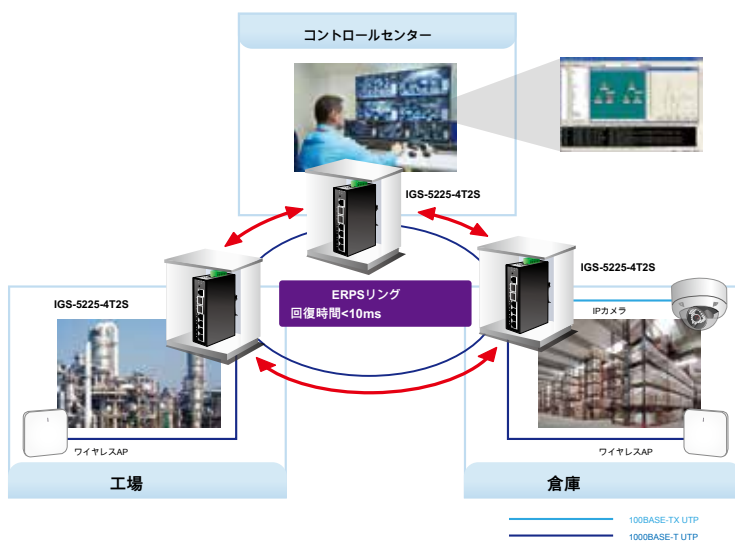 コントロールセンター
IGS-5225-4T2S
IGS-5225-4T2S
IGS-5225-4T2S
ERPSリング
回復時間<10ms
IPカメラ
ワイヤレスAP
ワイヤレスAP
工場
倉庫
100BASE-TX UTP
1000BASE-T UTP